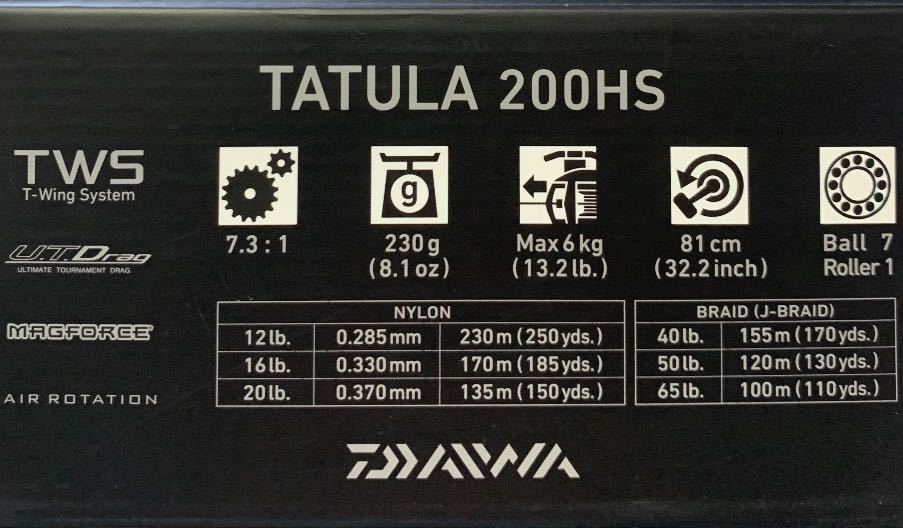 TATULA 200HS
TWS
T-Wing System
g
7.3 : 1
230 g
(8.1 oz)
Max 6 kg
(13.2 lb.)
81 cm
(32.2 inch)
Ball 7
Roller 1
U.T.Drag
ULTIMATE TOURNAMENT DRAG
MAGFORCE
AIR ROTATION
NYLON
12 lb. 0.285 mm 230 m (250 yds.)
16 lb. 0.330 mm 170 m (185 yds.)
20 lb. 0.370 mm 135 m (150 yds.)
BRAID (J-BRAID)
40 lb. 155 m (170 yds.)
50 lb. 120 m (130 yds.)
65 lb. 100 m (110 yds.)
DAIWA